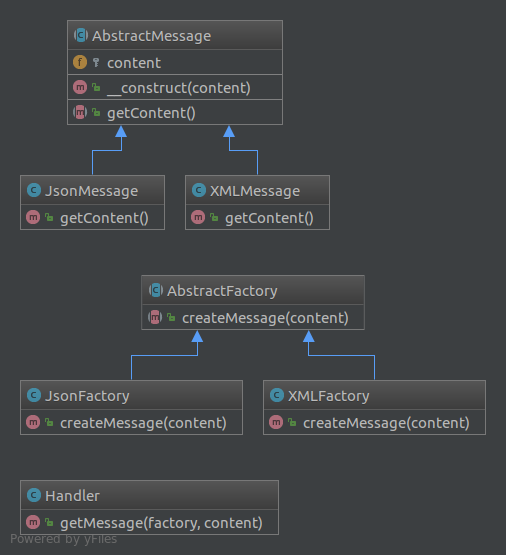 AbstractMessage
content
__construct(content)
getContent()
JsonMessage
getContent()
XMLMessage
getContent()
AbstractFactory
createMessage(content)
JsonFactory
createMessage(content)
XMLFactory
createMessage(content)
Handler
getMessage(factory, content)
Powered by yFiles